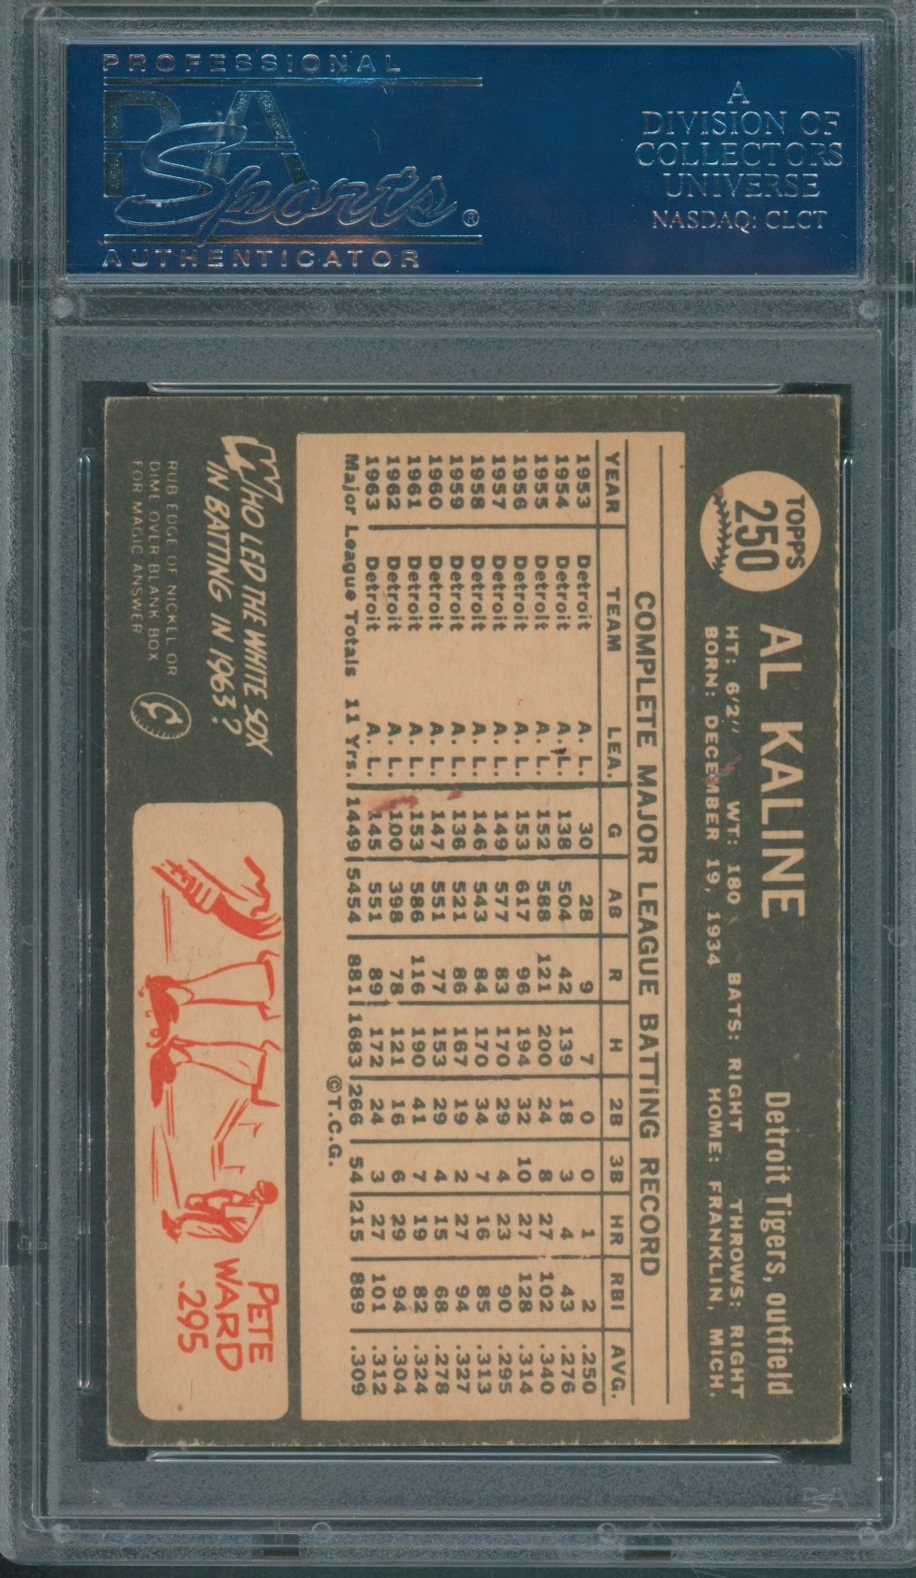 PROFESSIONAL
PSA
Sports®
AUTHENTICATOR
A
DIVISION OF
COLLECTORS
UNIVERSE
NASDAQ: CLCT
TOPPS
250
AL KALINE
Detroit Tigers, outfield
HT: 6'2" WT: 180 BATS: RIGHT THROWS: RIGHT
BORN: DECEMBER 19, 1934 HOME: FRANKLIN, MICH.
COMPLETE MAJOR LEAGUE BATTING RECORD
YEAR TEAM LEA. G AB R H 2B 3B HR RBI AVG.
1953 Detroit A. L. 30 28 9 7 0 0 1 2 .250
1954 Detroit A. L. 138 504 42 139 18 3 4 43 .276
1955 Detroit A. L. 152 588 121 200 24 8 27 102 .340
1956 Detroit A. L. 153 617 96 194 32 10 27 128 .314
1957 Detroit A. L. 149 577 83 170 29 4 23 90 .295
1958 Detroit A. L. 146 543 84 170 34 7 16 85 .313
1959 Detroit A. L. 136 521 86 167 19 2 27 94 .327
1960 Detroit A. L. 147 551 77 153 29 4 15 68 .278
1961 Detroit A. L. 153 586 116 190 41 7 19 82 .324
1962 Detroit A. L. 100 398 78 121 16 6 29 94 .304
1963 Detroit A. L. 145 551 89 172 24 3 27 101 .312
Major League Totals 11 Yrs. 1449 5454 881 1683 266 54 215 889 .309
©T.C.G.
WHO LED THE WHITE SOX
IN BATTING IN 1963?
RUB EDGE OF NICKEL OR
DIME OVER BLANK BOX
FOR MAGIC ANSWER
PETE
WARD
.295
PSA